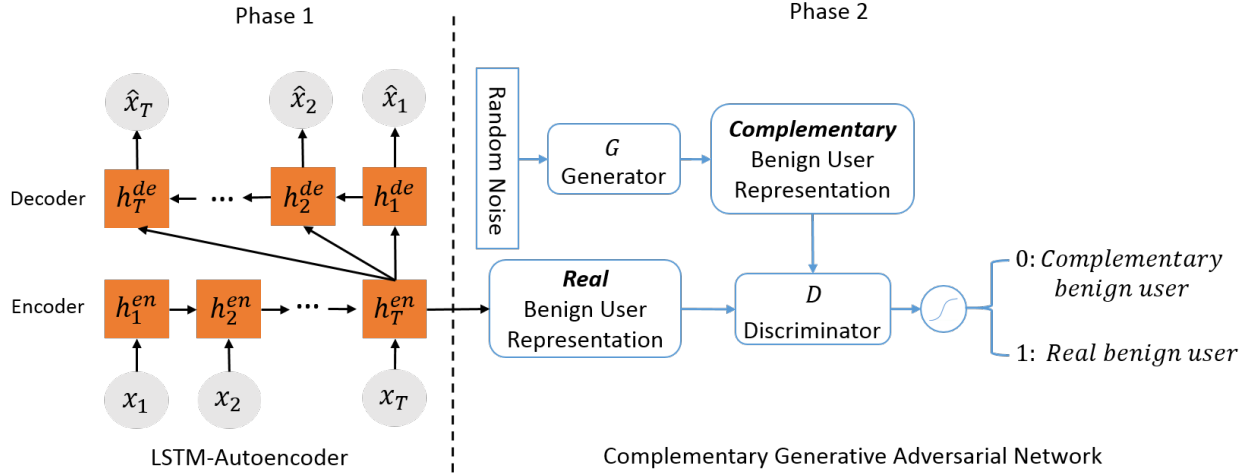 Phase 1
Phase 2
x̂_T
x̂_2
x̂_1
Decoder
h_T^{de}
...
h_2^{de}
h_1^{de}
Encoder
h_1^{en}
h_2^{en}
...
h_T^{en}
x_1
x_2
x_T
LSTM-Autoencoder
Random Noise
G
Generator
Complementary
Benign User
Representation
Real
Benign User
Representation
D
Discriminator
0: Complementary
benign user
1: Real benign user
Complementary Generative Adversarial Network